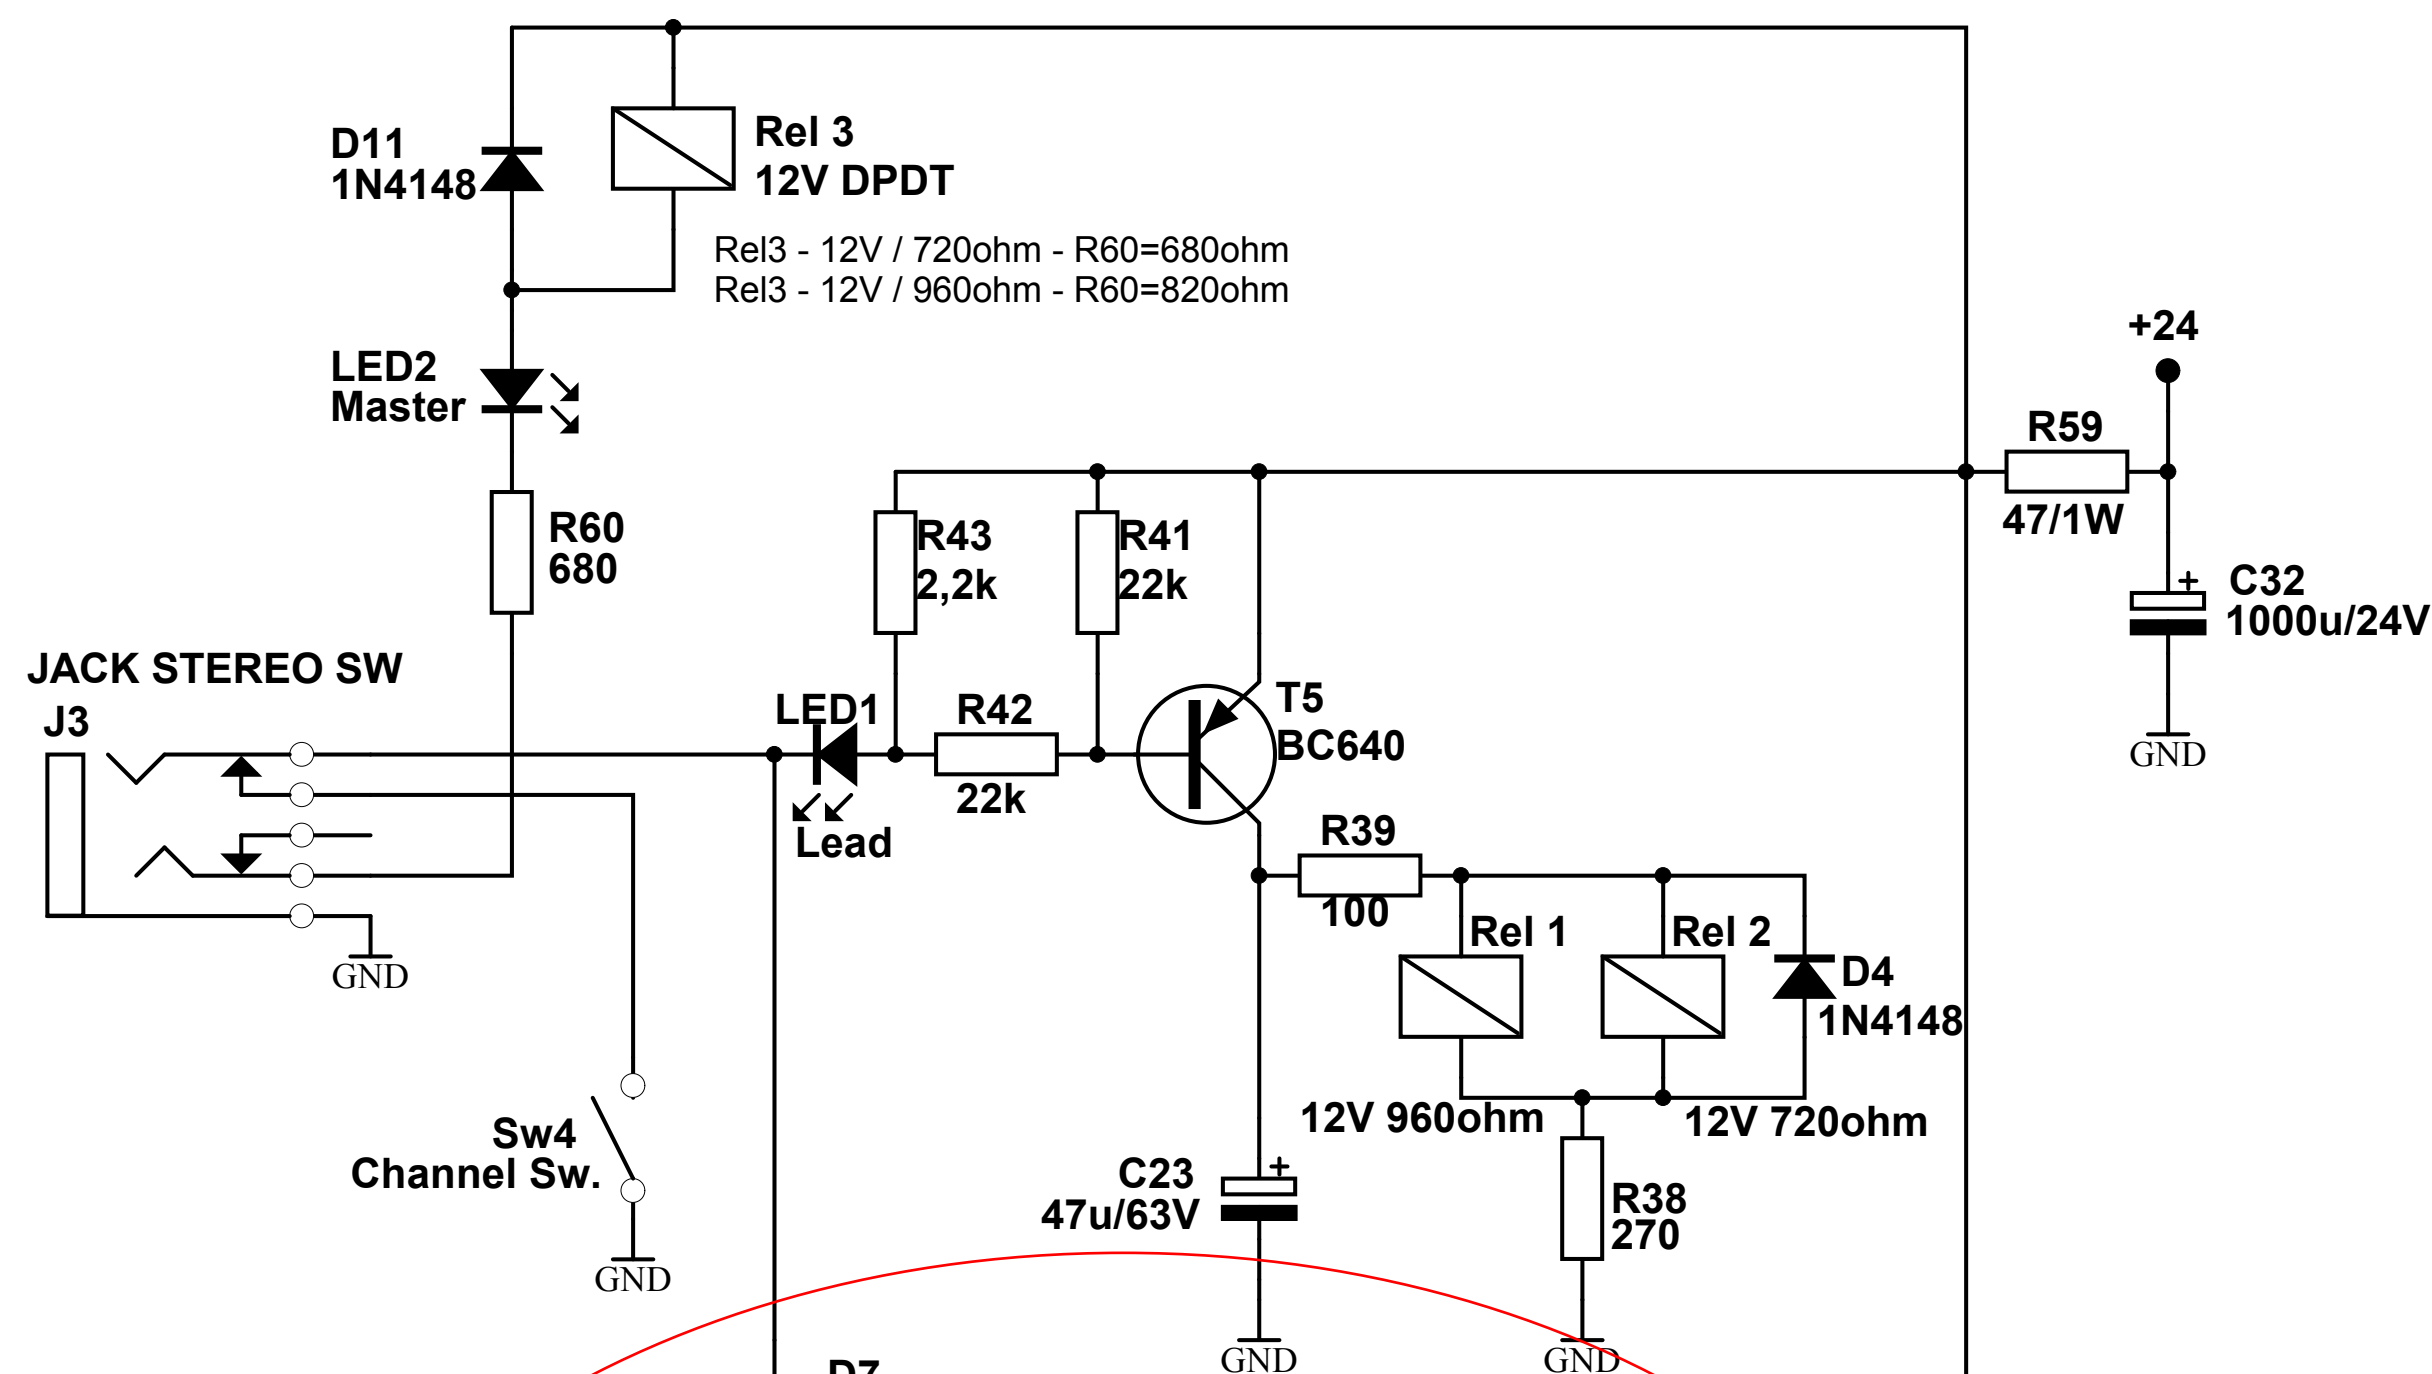 D11
1N4148
Rel 3
12V DPDT
Rel3 - 12V / 720ohm - R60=680ohm
Rel3 - 12V / 960ohm - R60=820ohm
LED2
Master
+24
R59
47/1W
R60
680
R43
2,2k
R41
22k
C32
1000u/24V
JACK STEREO SW
J3
LED1
Lead
R42
22k
T5
BC640
GND
R39
100
Rel 1
Rel 2
D4
1N4148
GND
12V 960ohm
12V 720ohm
Sw4
Channel Sw.
C23
47u/63V
R38
270
GND
GND
GND
D7